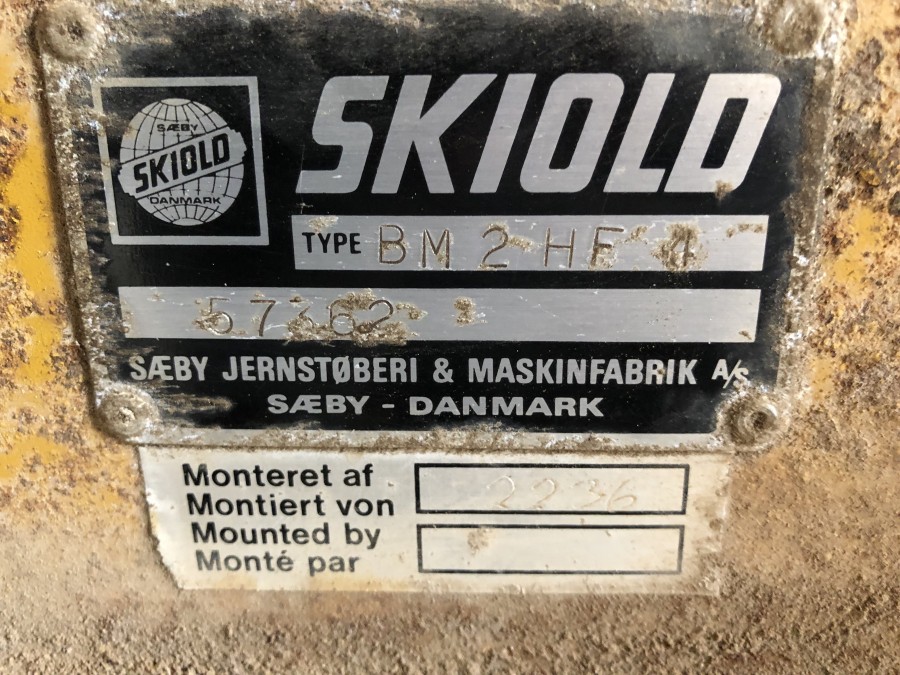 SÆBY
SKIOLD
DANMARK
SKIOLD
TYPE BM 2 HF 4
57362
SÆBY JERNSTØBERI & MASKINFABRIK A/S
SÆBY - DANMARK
Monteret af
Montiert von
Mounted by
Monté par
2236